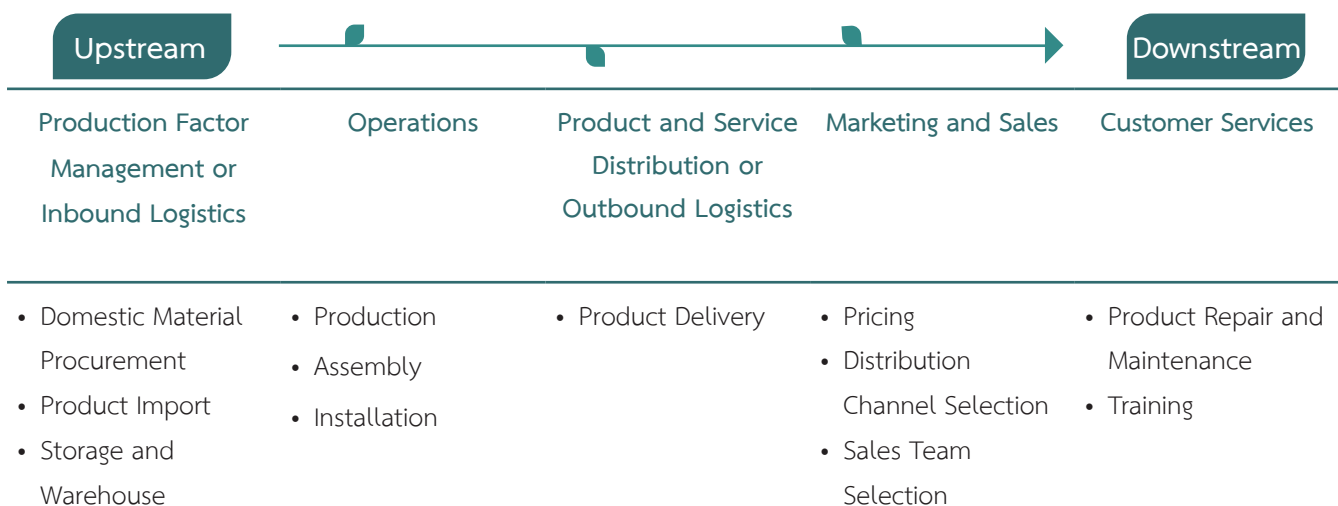 Upstream
Downstream
Production Factor
Management or
Inbound Logistics
Operations
Product and Service
Distribution or
Outbound Logistics
Marketing and Sales
Customer Services
• Domestic Material
Procurement
• Product Import
• Storage and
Warehouse
• Production
• Assembly
• Installation
• Product Delivery
• Pricing
• Distribution
Channel Selection
• Sales Team
Selection
• Product Repair and
Maintenance
• Training